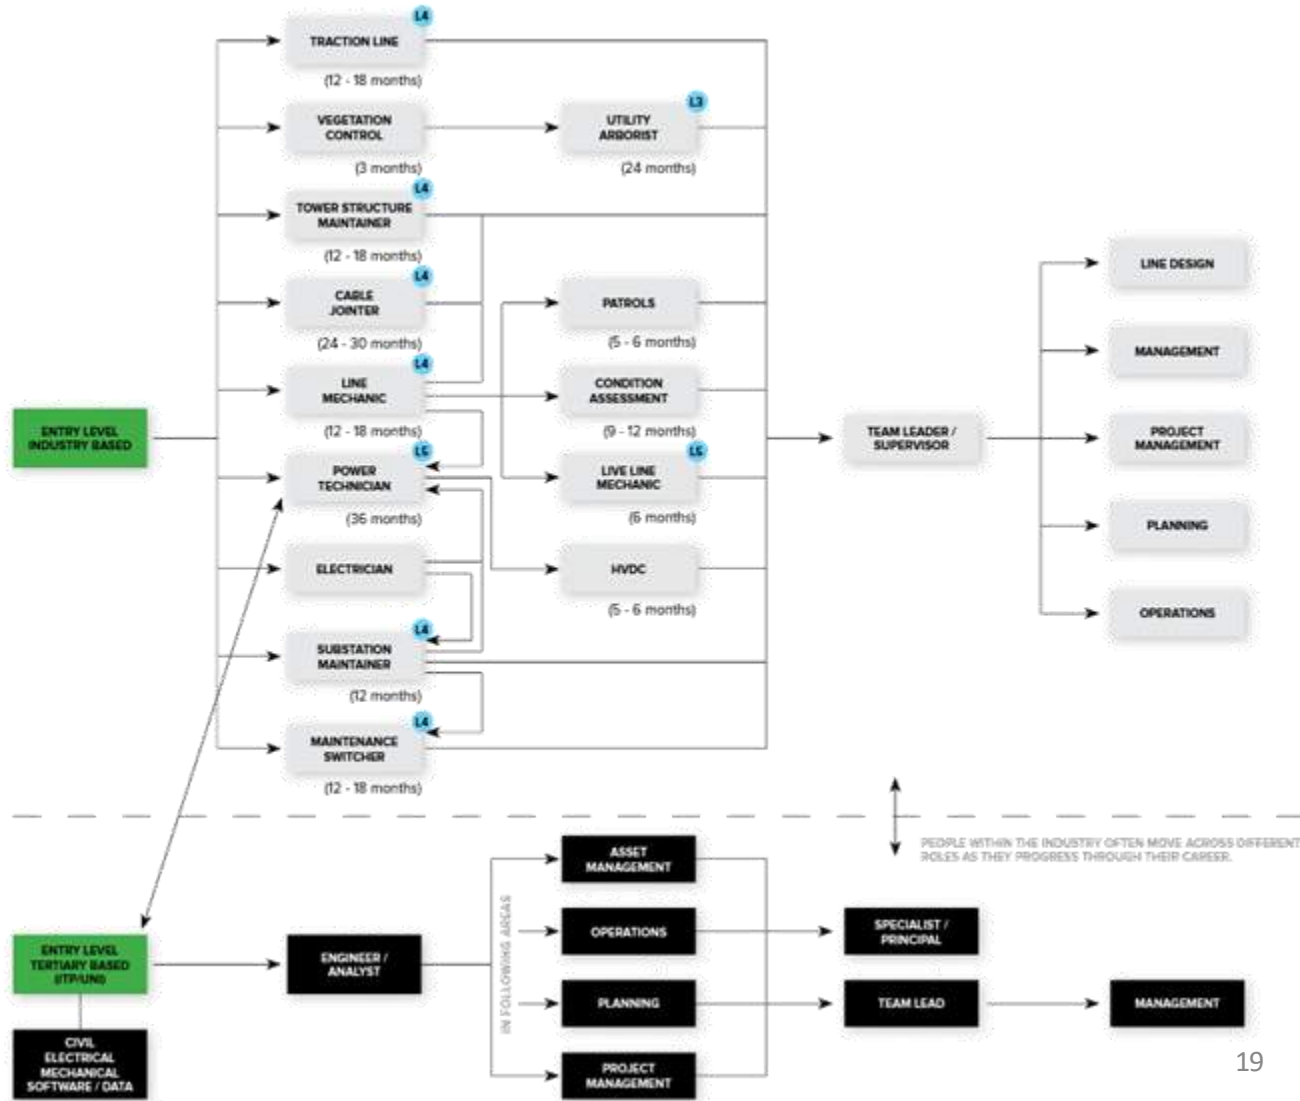 L4
TRACTION LINE
(12 - 18 months)
VEGETATION
CONTROL
(3 months)
L3
UTILITY
ARBORIST
(24 months)
L4
TOWER STRUCTURE
MAINTAINER
(12 - 18 months)
L4
CABLE
JOINTER
(24 - 30 months)
PATROLS
(5 - 6 months)
L4
LINE
MECHANIC
(12 - 18 months)
CONDITION
ASSESSMENT
(9 - 12 months)
ENTRY LEVEL
INDUSTRY BASED
L5
POWER
TECHNICIAN
(36 months)
L5
LIVE LINE
MECHANIC
(6 months)
ELECTRICIAN
HVDC
(5 - 6 months)
L4
SUBSTATION
MAINTAINER
(12 months)
L4
MAINTENANCE
SWITCHER
(12 - 18 months)
TEAM LEADER /
SUPERVISOR
LINE DESIGN
MANAGEMENT
PROJECT
MANAGEMENT
PLANNING
OPERATIONS
PEOPLE WITHIN THE INDUSTRY OFTEN MOVE ACROSS DIFFERENT
ROLES AS THEY PROGRESS THROUGH THEIR CAREER.
ENTRY LEVEL
TERTIARY BASED
(ITP/UNI)
CIVIL
ELECTRICAL
MECHANICAL
SOFTWARE / DATA
ENGINEER /
ANALYST
IN FOLLOWING AREAS
ASSET
MANAGEMENT
OPERATIONS
PLANNING
PROJECT
MANAGEMENT
SPECIALIST /
PRINCIPAL
TEAM LEAD
MANAGEMENT
19